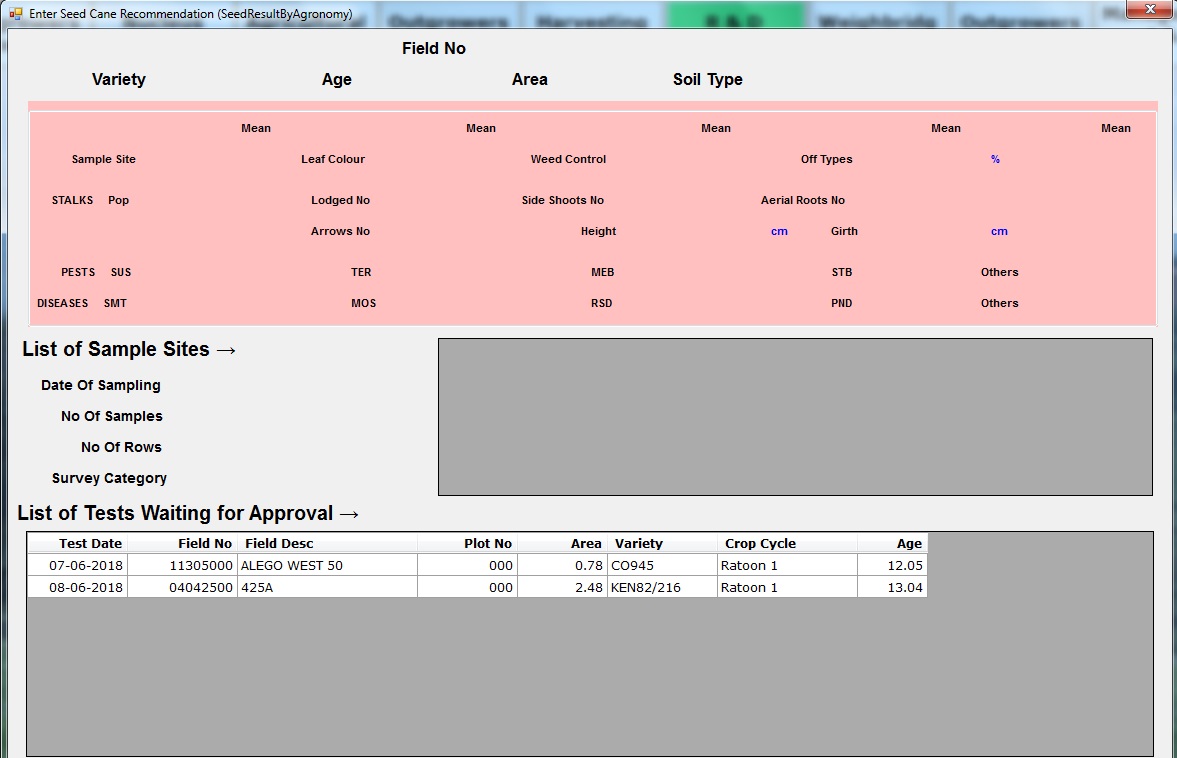 Enter Seed Cane Recommendation (SeedResultByAgronomy)
Outgrowers Harvesting R & D Weighbridge Outgrowers
Field No
Variety Age Area Soil Type
Mean Mean Mean Mean Mean
Sample Site Leaf Colour Weed Control Off Types %
STALKS Pop Lodged No Side Shoots No Aerial Roots No
Arrows No Height cm Girth cm
PESTS SUS TER MEB STB Others
DISEASES SMT MOS RSD PND Others
List of Sample Sites →
Date Of Sampling
No Of Samples
No Of Rows
Survey Category
List of Tests Waiting for Approval →
Test Date Field No Field Desc Plot No Area Variety Crop Cycle Age
07-06-2018 11305000 ALEGO WEST 50 000 0.78 CO945 Ratoon 1 12.05
08-06-2018 04042500 425A 000 2.48 KEN82/216 Ratoon 1 13.04